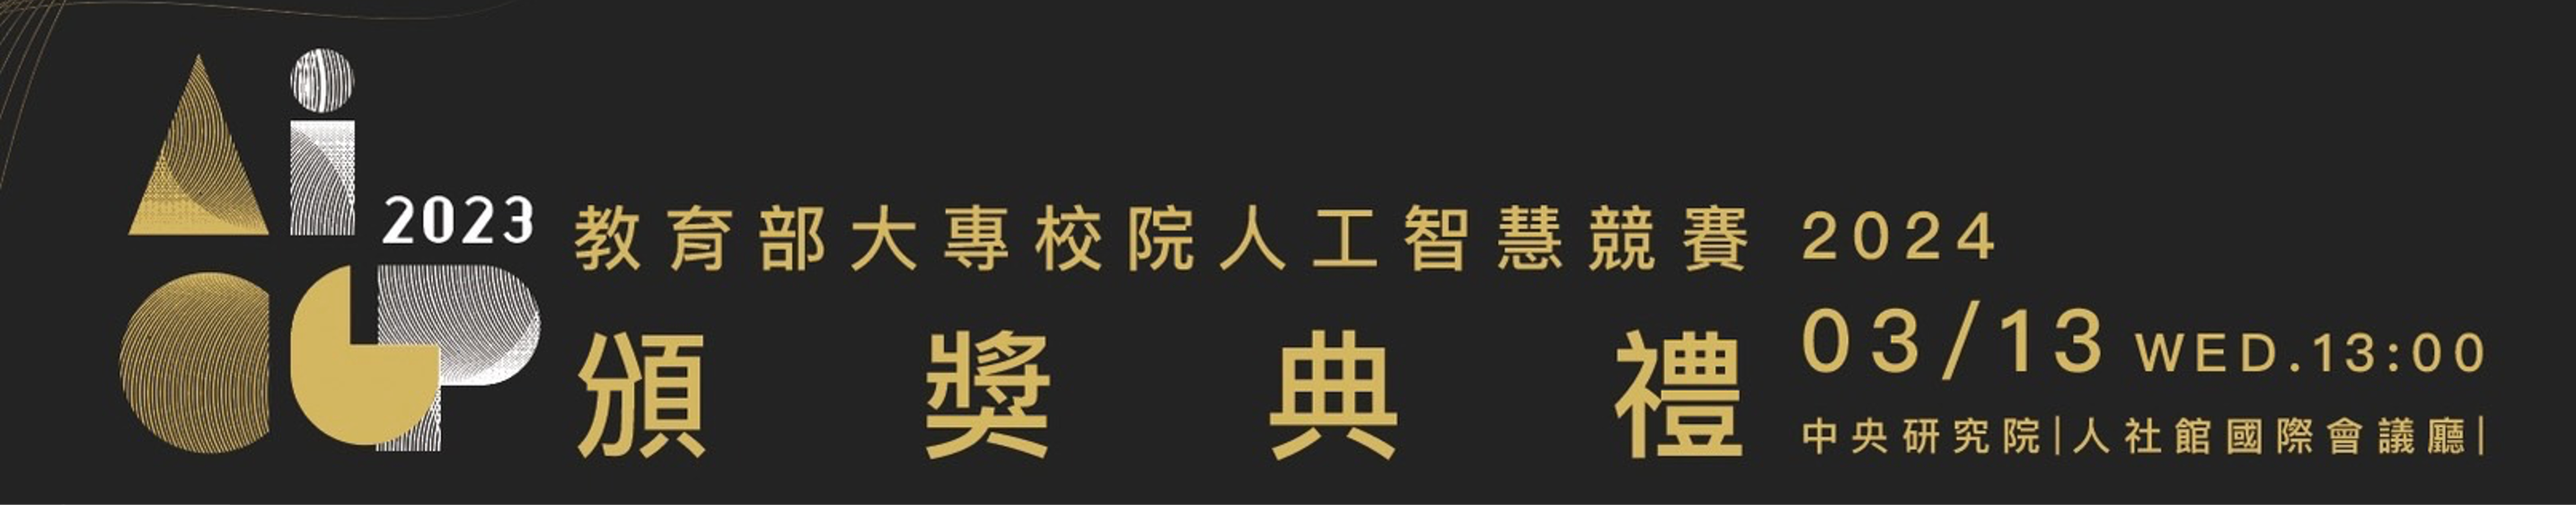 Ai
2023
CUP
教育部大專校院人工智慧競賽
頒獎典禮
2024
03/13 WED.13:00
中央研究院|人社館國際會議廳|